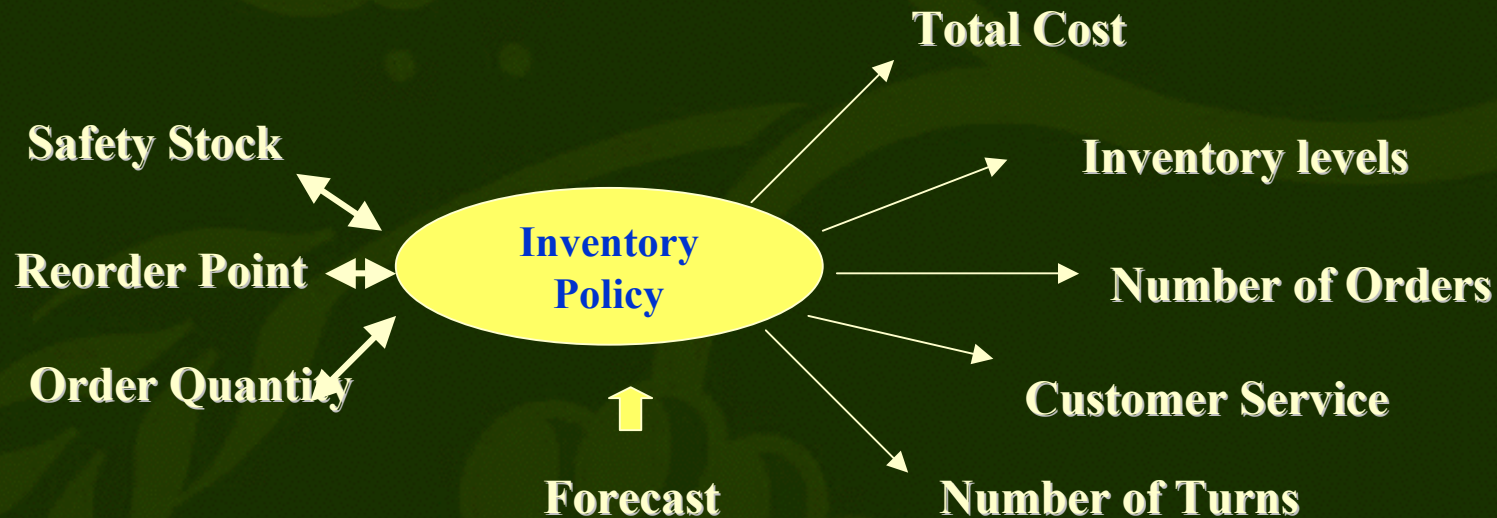 Total Cost
Safety Stock
Inventory levels
Inventory
Policy
Reorder Point
Number of Orders
Order Quantity
Customer Service
Forecast
Number of Turns